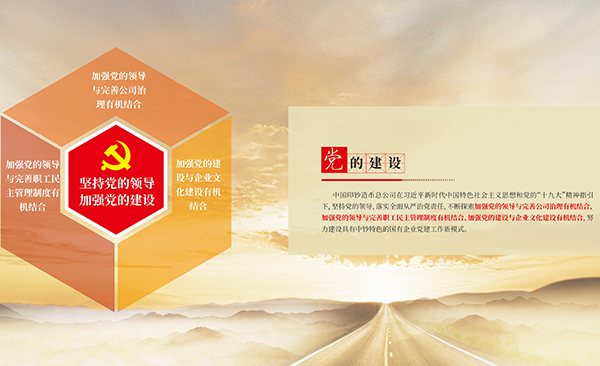 加强党的领导
与完善公司治
理有机结合
加强党的领导
与完善职工民
主管理制度有
机结合
坚持党的领导
加强党的建设
加强党的建
设与企业文
化建设有机
结合
党的建设
中国印钞造币总公司在习近平新时代中国特色社会主义思想和党的“十九大”精神指引
下,坚持党的领导,落实全面从严治党责任,不断探索加强党的领导与完善公司治理有机结合,
加强党的领导与完善职工民主管理制度有机结合,加强党的建设与企业文化建设有机结合,努
力建设具有中钞特色的国有企业党建工作新模式。